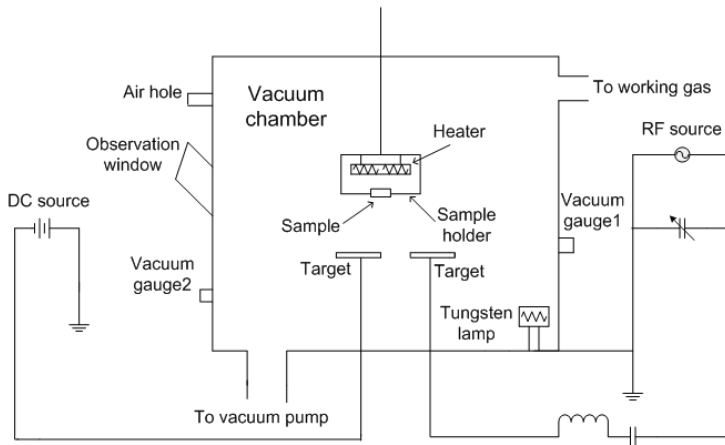 Air hole
Vacuum
chamber
To working gas
Observation
window
Heater
RF source
DC source
Sample
Sample
holder
Vacuum
gauge1
Vacuum
gauge2
Target
Target
Tungsten
lamp
To vacuum pump